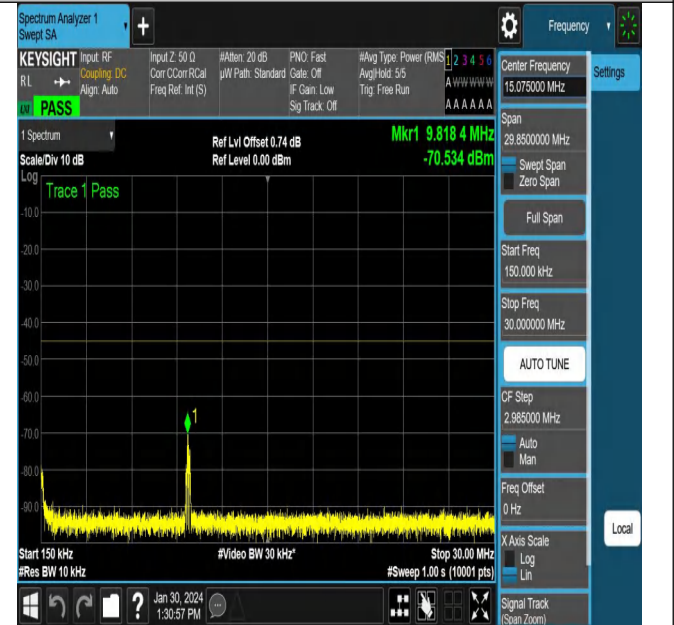 Spectrum Analyzer 1
Swept SA
+
Frequency
KEYSIGHT
RL
LXI
PASS
Input: RF
Coupling: DC
Align: Auto
Input Z: 50 Ω
Corr CCorr RCal
Freq Ref: Int (S)
#Atten: 20 dB
µW Path: Standard
PNO: Fast
Gate: Off
IF Gain: Low
Sig Track: Off
#Avg Type: Power (RMS
Avg|Hold: 5/5
Trig: Free Run
1 2 3 4 5 6
A W W W W W
A A A A A A
1 Spectrum
Scale/Div 10 dB
Log
Ref Lvl Offset 0.74 dB
Ref Level 0.00 dBm
Mkr1 9.818 4 MHz
-70.534 dBm
Trace 1 Pass
-10.0
-20.0
-30.0
-40.0
-50.0
-60.0
-70.0
-80.0
-90.0
1
Start 150 kHz
#Res BW 10 kHz
#Video BW 30 kHz*
Stop 30.00 MHz
#Sweep 1.00 s (10001 pts)
Center Frequency
15.075000 MHz
Settings
Span
29.8500000 MHz
Swept Span
Zero Span
Full Span
Start Freq
150.000 kHz
Stop Freq
30.000000 MHz
AUTO TUNE
CF Step
2.985000 MHz
Auto
Man
Freq Offset
0 Hz
X Axis Scale
Log
Lin
Local
Signal Track
(Span Zoom)
?
Jan 30, 2024
1:30:57 PM